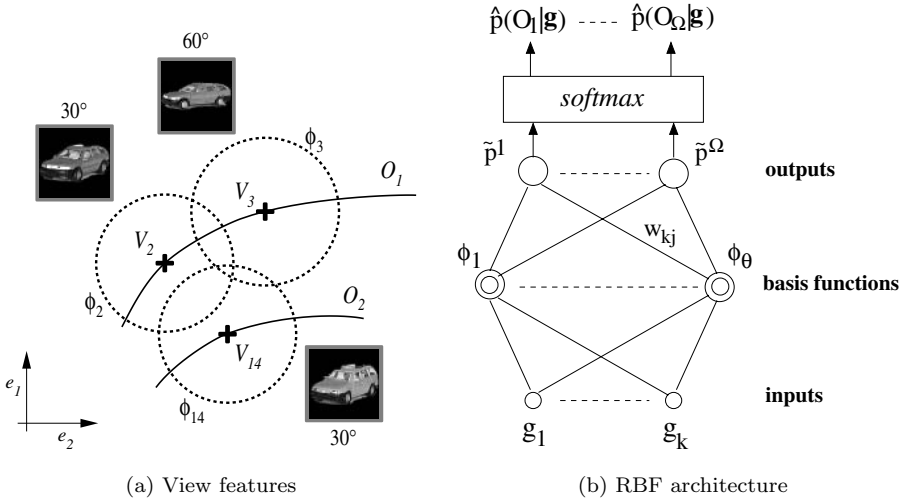 60°
30°
ϕ3
O1
V3
V2
ϕ2
O2
V14
ϕ14
e1
e2
30°
(a) View features
p̂(O1|g) p̂(OΩ|g)
softmax
p̃1 p̃Ω
outputs
wkj
ϕ1 ϕθ
basis functions
inputs
g1 gk
(b) RBF architecture